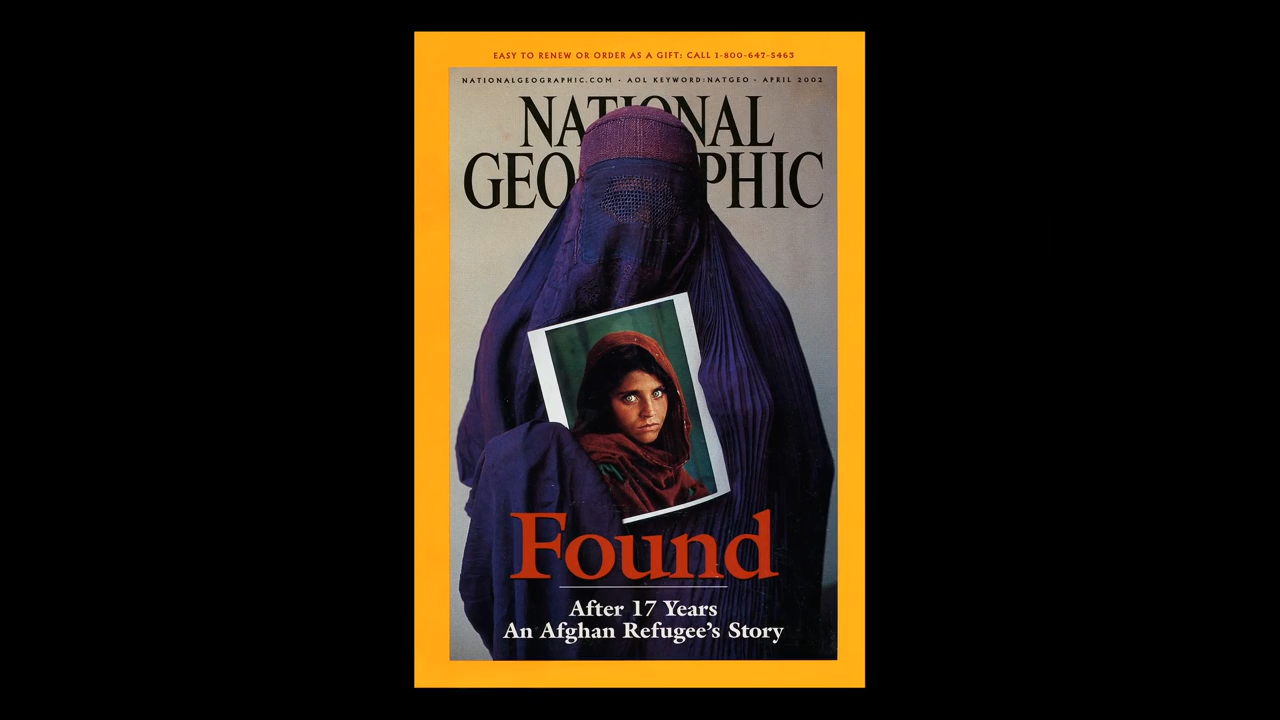 EASY TO RENEW OR ORDER AS A GIFT: CALL 1-800-647-5463
NATIONALGEOGRAPHIC.COM · AOL KEYWORD:NATGEO · APRIL 2002
NATIONAL
GEOGRAPHIC
Found
After 17 Years
An Afghan Refugee’s Story